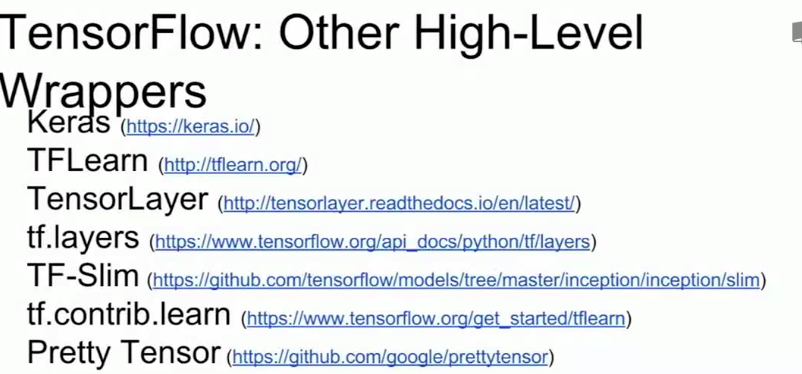 TensorFlow: Other High-Level
Wrappers
Keras (https://keras.io/)
TFLearn (http://tflearn.org/)
TensorLayer (http://tensorlayer.readthedocs.io/en/latest/)
tf.layers (https://www.tensorflow.org/api_docs/python/tf/layers)
TF-Slim (https://github.com/tensorflow/models/tree/master/inception/inception/slim)
tf.contrib.learn (https://www.tensorflow.org/get_started/tflearn)
Pretty Tensor (https://github.com/google/prettytensor)